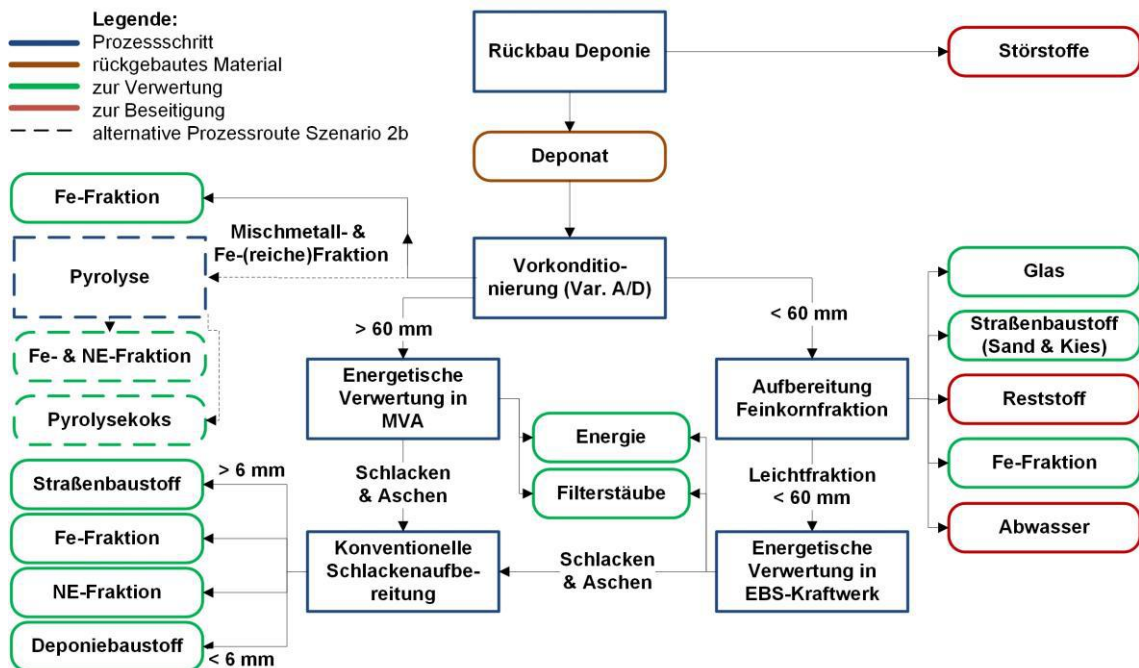 Legende:
Prozessschritt
rückgebautes Material
zur Verwertung
zur Beseitigung
alternative Prozessroute Szenario 2b
Rückbau Deponie
Störstoffe
Deponat
Fe-Fraktion
Mischmetall- &
Fe-(reiche)Fraktion
Pyrolyse
Vorkonditio-
nierung (Var. A/D)
Glas
> 60 mm
< 60 mm
Straßenbaustoff
(Sand & Kies)
Fe- & NE-Fraktion
Energetische
Verwertung in
MVA
Aufbereitung
Feinkornfraktion
Reststoff
Pyrolysekoks
Energie
Fe-Fraktion
> 6 mm
Straßenbaustoff
Schlacken
& Aschen
Filterstäube
Leichtfraktion
< 60 mm
Abwasser
Fe-Fraktion
Konventionelle
Schlackenaufbe-
reitung
Schlacken
& Aschen
Energetische
Verwertung in
EBS-Kraftwerk
NE-Fraktion
Deponiebaustoff
< 6 mm